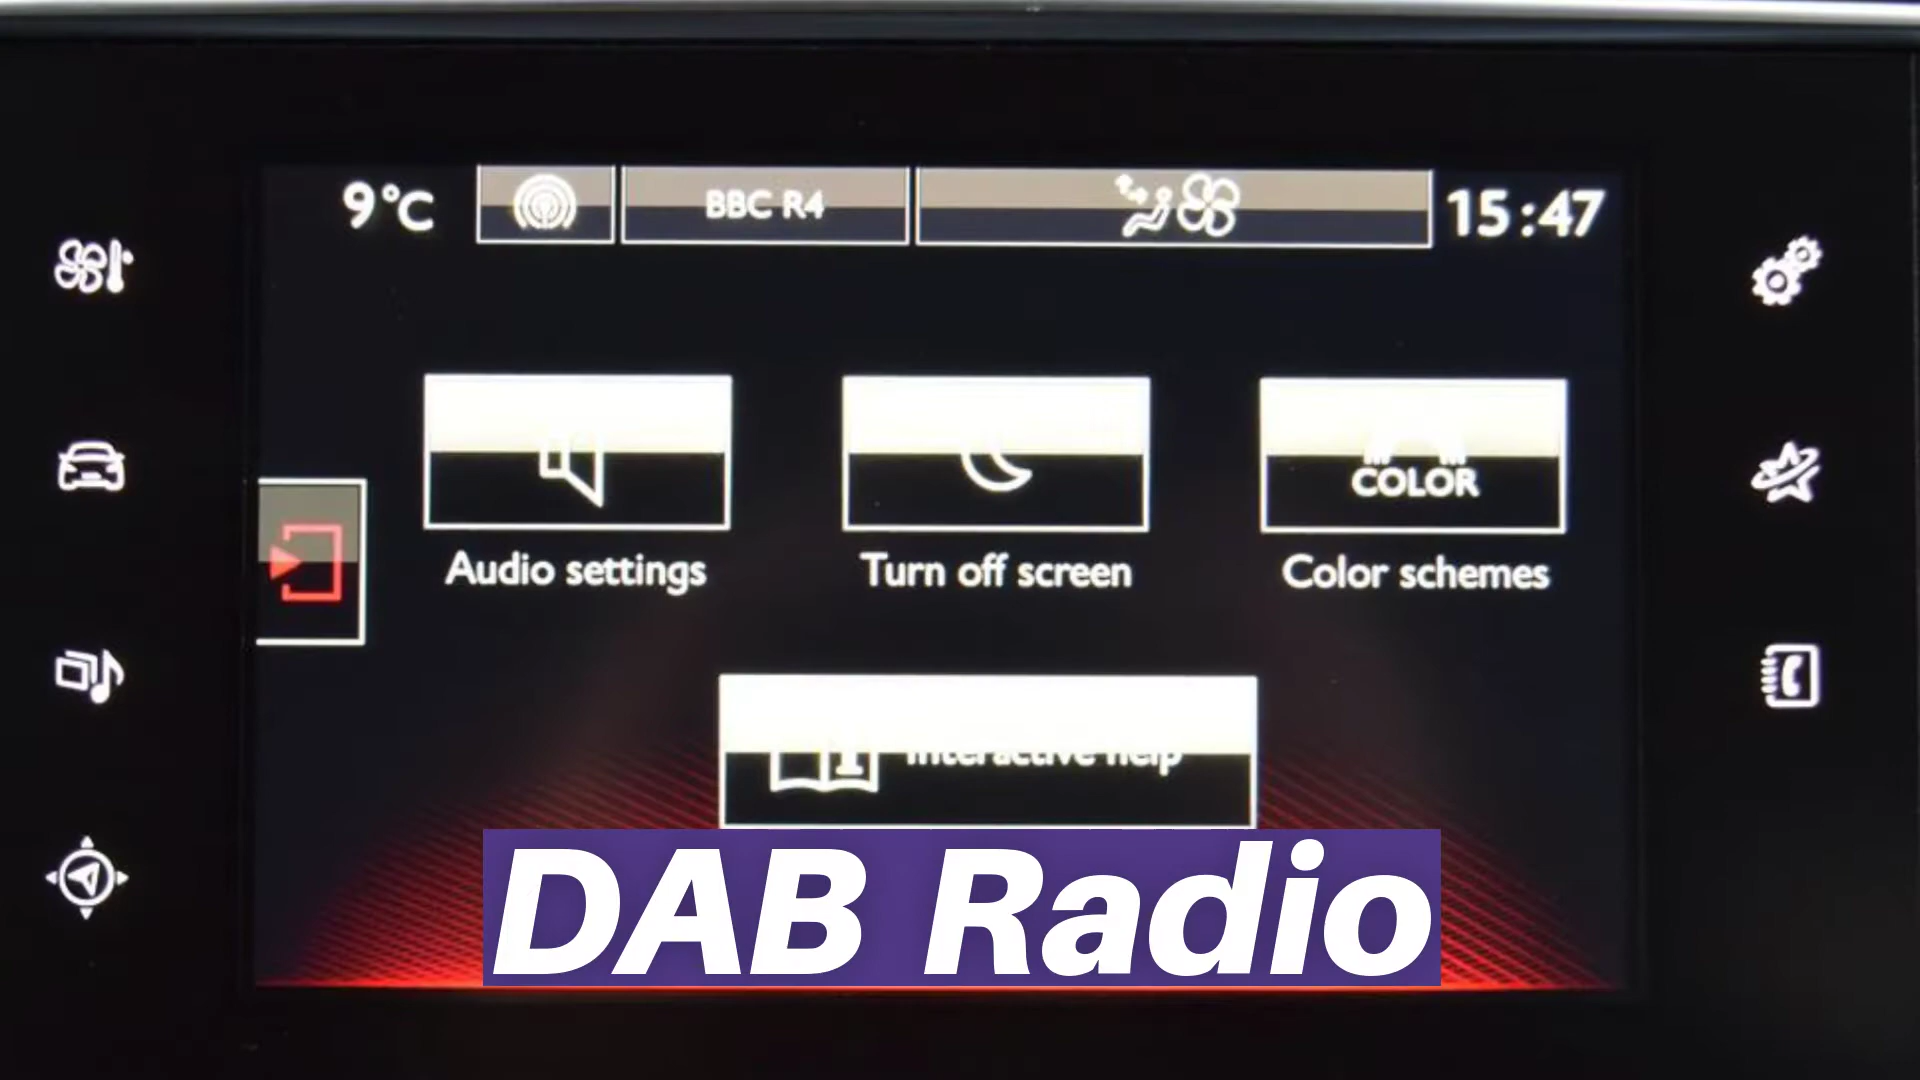 9°C
BBC R4
15:47
COLOR
Audio settings
Turn off screen
Color schemes
Interactive help
DAB Radio